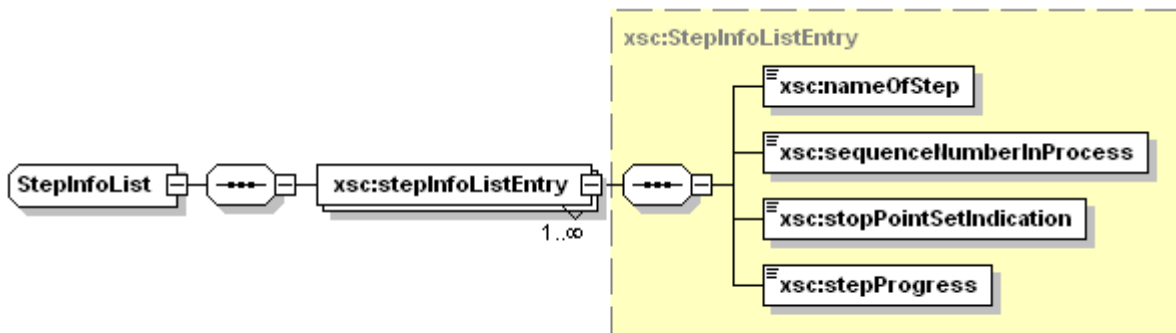 xsc:StepInfoListEntry
xsc:nameOfStep
xsc:sequenceNumberInProcess
StepInfoList
xsc:stepInfoListEntry
1..∞
xsc:stopPointSetIndication
xsc:stepProgress